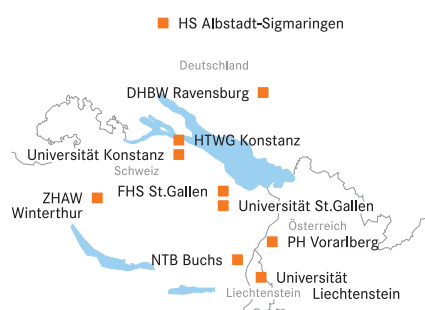 HS Albstadt-Sigmaringen
Deutschland
DHBW Ravensburg
HTWG Konstanz
Universität Konstanz
Schweiz
FHS St.Gallen
ZHAW
Winterthur
Universität St.Gallen
Österreich
PH Vorarlberg
NTB Buchs
Universität
Liechtenstein
Liechtenstein